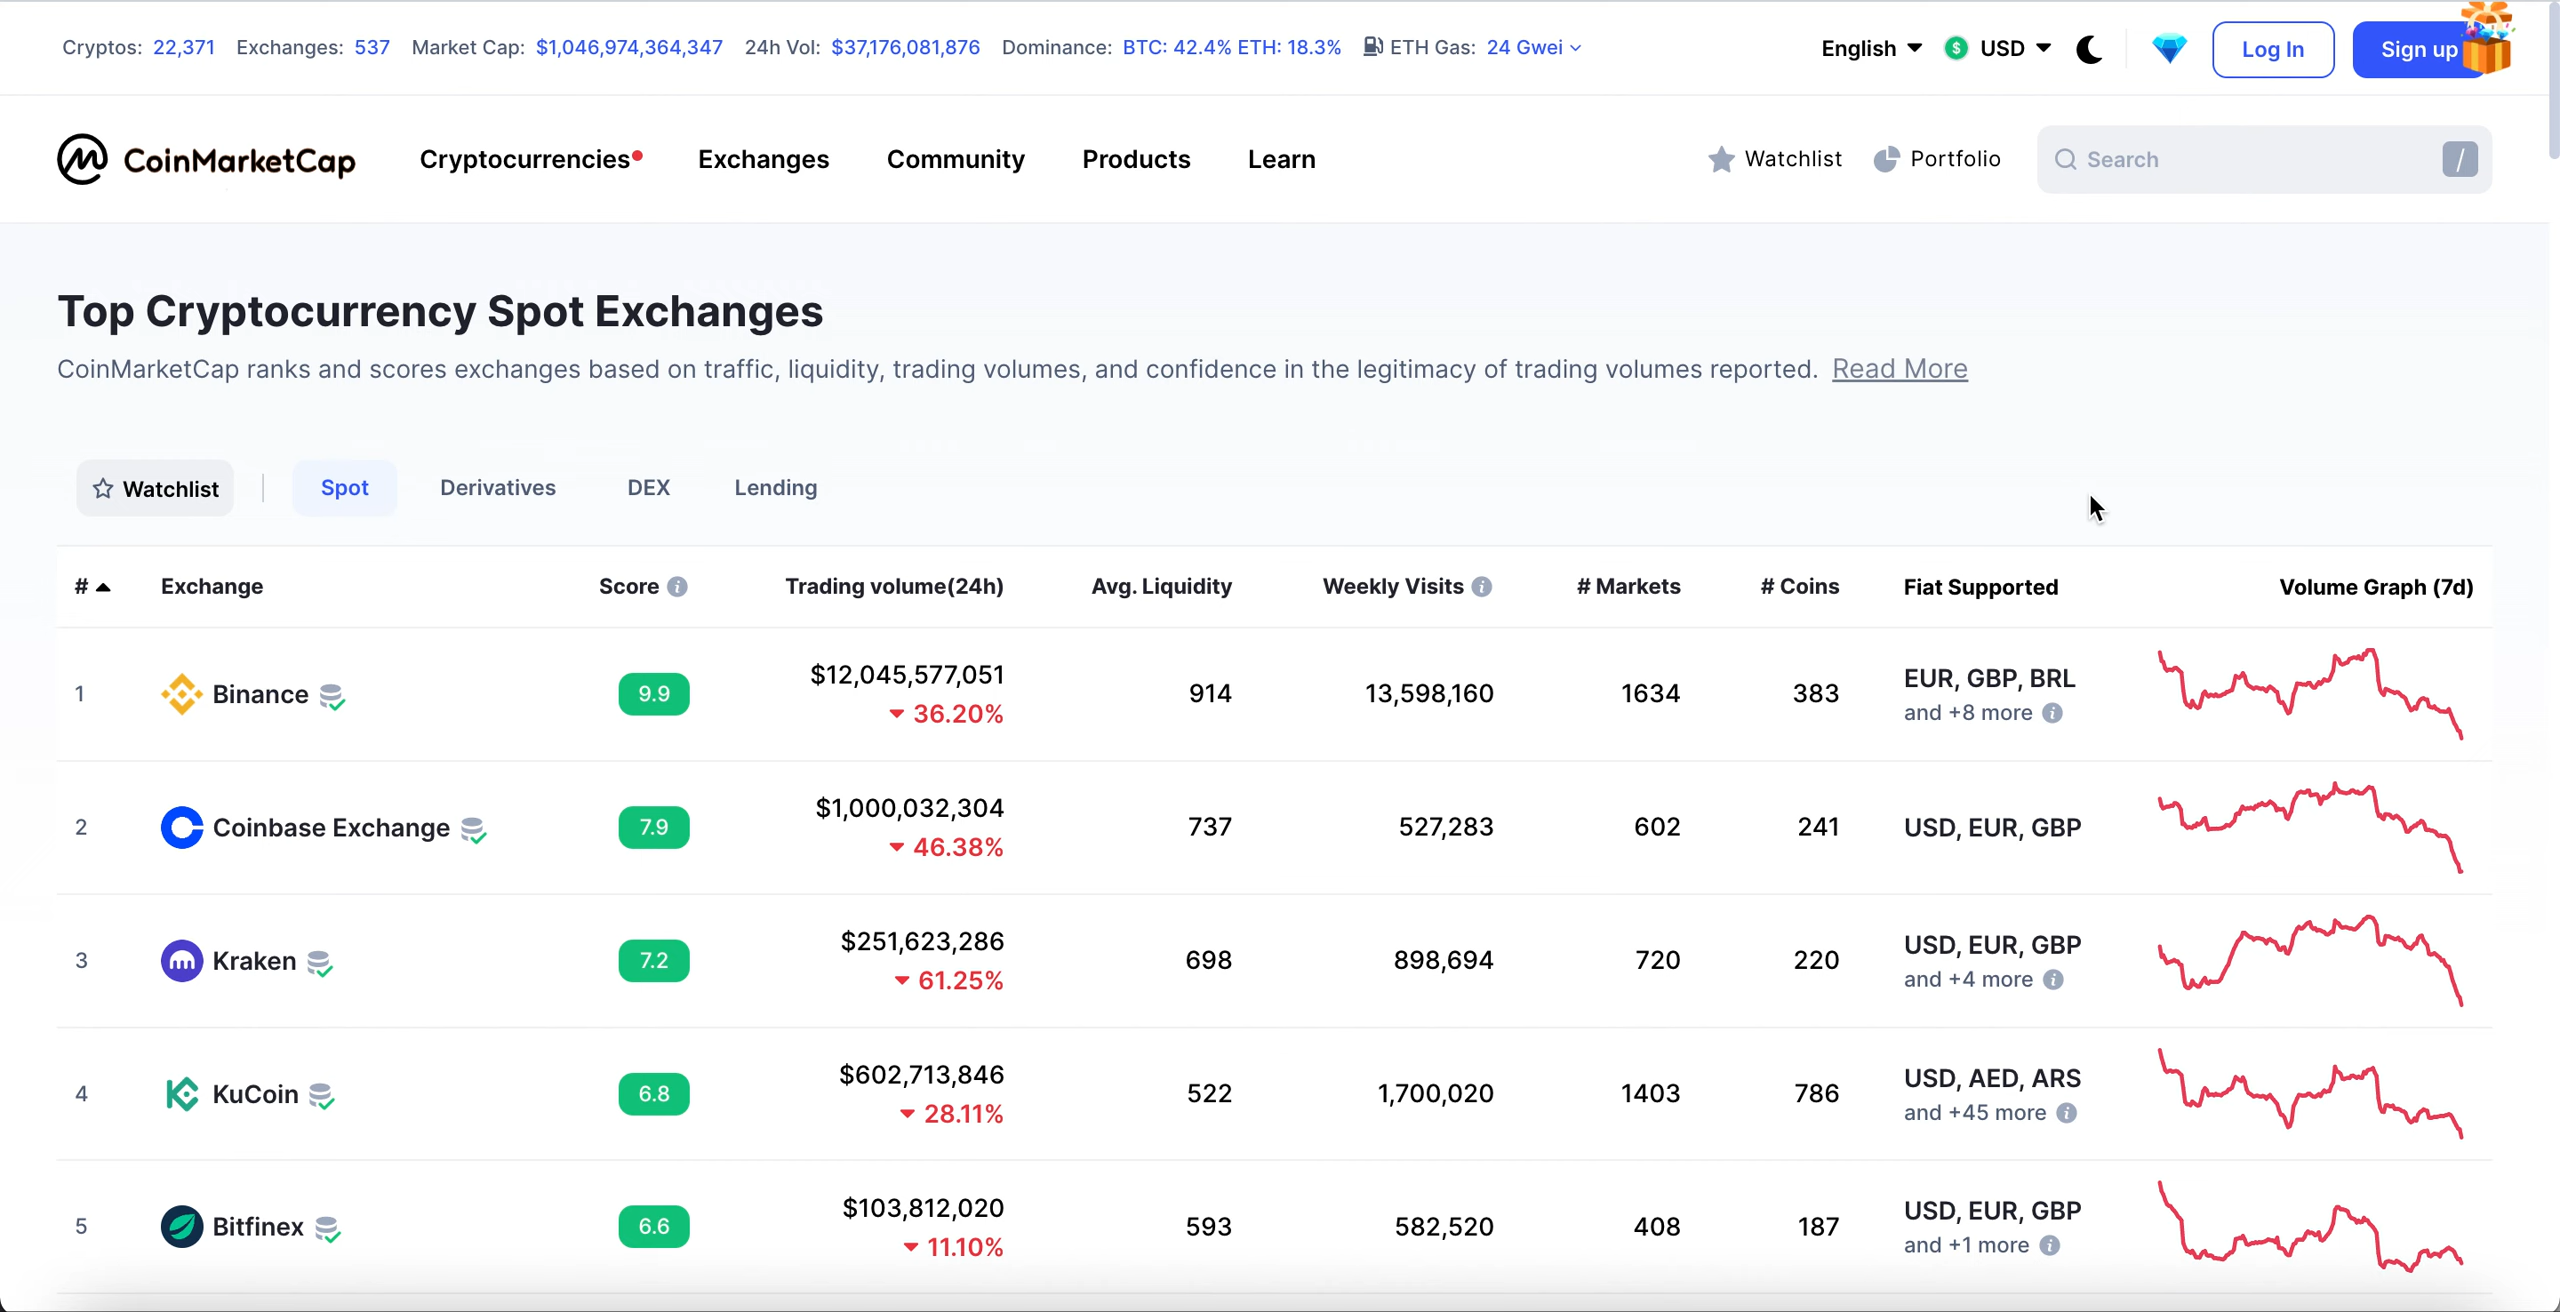 Cryptos: 22,371 Exchanges: 537 Market Cap: $1,046,974,364,347 24h Vol: $37,176,081,876 Dominance: BTC: 42.4% ETH: 18.3% ETH Gas: 24 Gwei English USD Log In Sign up
CoinMarketCap Cryptocurrencies Exchanges Community Products Learn Watchlist Portfolio Search /
Top Cryptocurrency Spot Exchanges
CoinMarketCap ranks and scores exchanges based on traffic, liquidity, trading volumes, and confidence in the legitimacy of trading volumes reported. Read More
Watchlist Spot Derivatives DEX Lending
# Exchange Score Trading volume(24h) Avg. Liquidity Weekly Visits # Markets # Coins Fiat Supported Volume Graph (7d)
1 Binance 9.9 $12,045,577,051 914 13,598,160 1634 383 EUR, GBP, BRL
36.20% and +8 more
2 Coinbase Exchange 7.9 $1,000,032,304 737 527,283 602 241 USD, EUR, GBP
46.38%
3 Kraken 7.2 $251,623,286 698 898,694 720 220 USD, EUR, GBP
61.25% and +4 more
4 KuCoin 6.8 $602,713,846 522 1,700,020 1403 786 USD, AED, ARS
28.11% and +45 more
5 Bitfinex 6.6 $103,812,020 593 582,520 408 187 USD, EUR, GBP
11.10% and +1 more